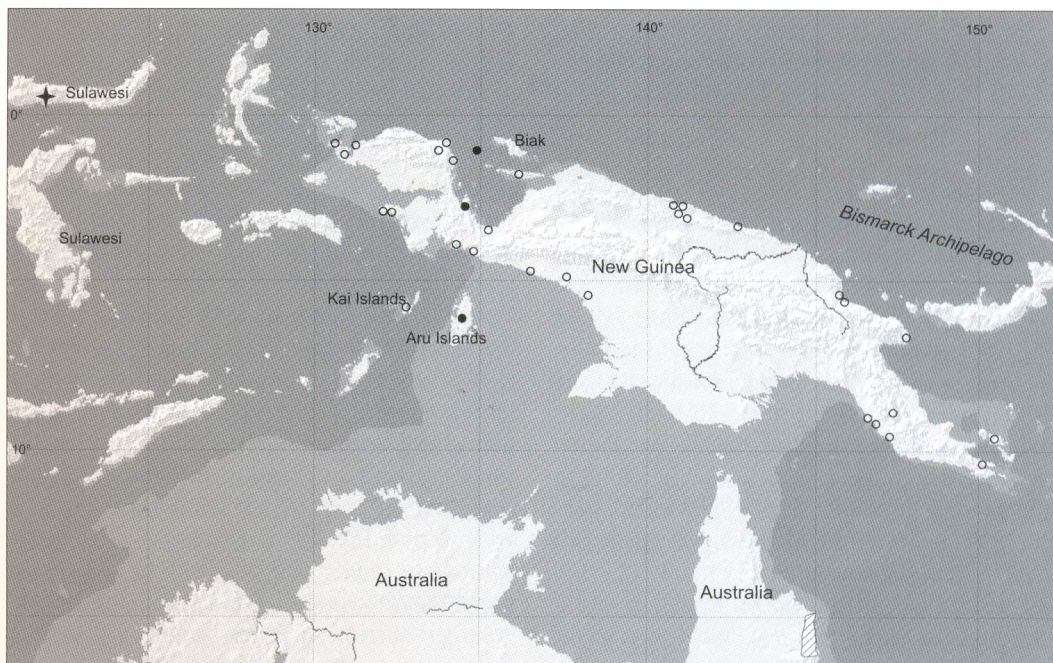 130°
140°
150°
Sulawesi
0°
Biak
Sulawesi
Bismarck Archipelago
New Guinea
Kai Islands
Aru Islands
10°
Australia
Australia